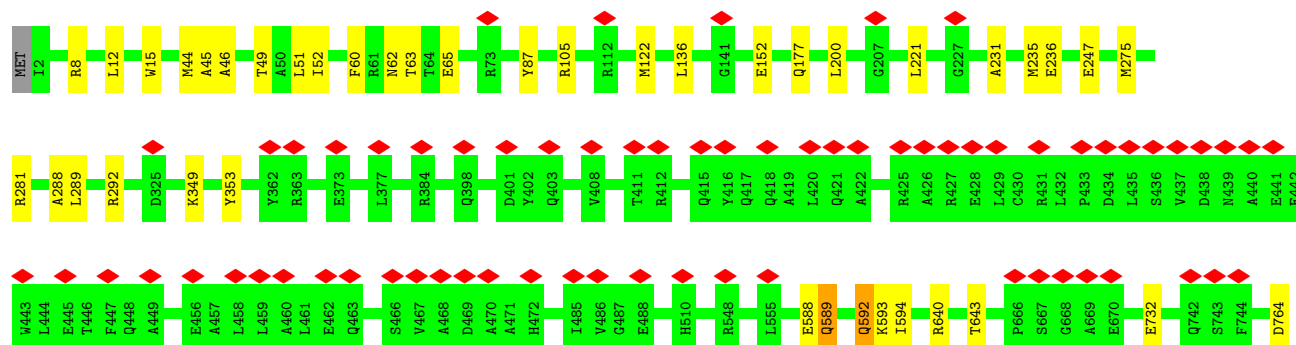 MET I2 R8 L12 W15 M44 A45 A46 T49 A50 L51 I52 F60 R61 N62 T63 T64 E65 R73 Y87 R105 R112 M122 L136 G141 E152 Q177 L200 G207 L221 G227 A231 M235 E236 E247 M275
R281 A288 L289 R292 D325 K349 Y353 Y362 R363 E373 L377 R384 Q398 D401 Y402 Q403 V408 T411 R412 Q415 Y416 Q417 Q418 A419 L420 Q421 A422 R425 A426 R427 E428 L429 C430 R431 L432 P433 D434 L435 S436 V437 D438 N439 A440 E441
W443 L444 E445 T446 F447 Q448 A449 E456 A457 L458 L459 A460 L461 E462 Q463 S466 V467 A468 D469 A470 A471 H472 I485 V486 G487 E488 H510 R548 L555 E588 Q589 Q592 K593 I594 R640 T643 P666 S667 G668 A669 E670 E732 Q742 S743 F744 D764